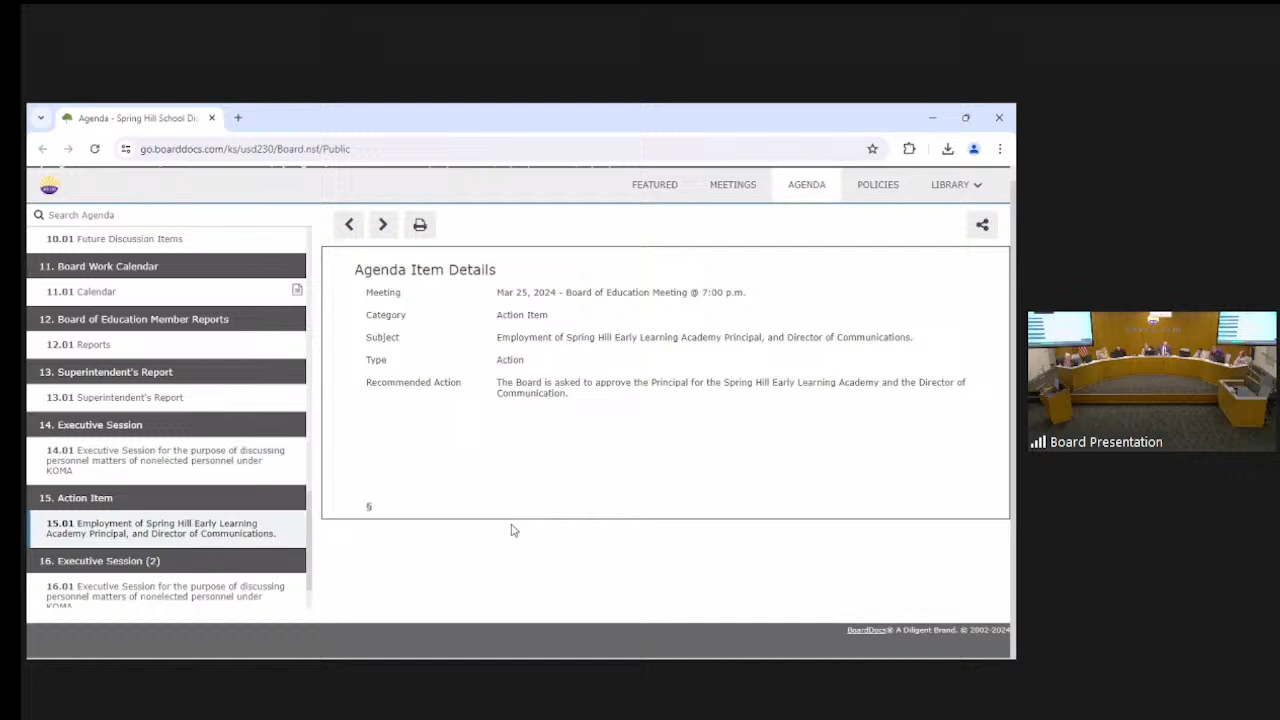 Agenda - Spring Hill School Di
go.boarddocs.com/ks/usd230/Board.nsf/Public
FEATURED MEETINGS AGENDA POLICIES LIBRARY
Search Agenda
10.01 Future Discussion Items
11. Board Work Calendar
11.01 Calendar
12. Board of Education Member Reports
12.01 Reports
13. Superintendent's Report
13.01 Superintendent's Report
14. Executive Session
14.01 Executive Session for the purpose of discussing
personnel matters of nonelected personnel under
KOMA
15. Action Item
15.01 Employment of Spring Hill Early Learning
Academy Principal, and Director of Communications.
16. Executive Session (2)
16.01 Executive Session for the purpose of discussing
personnel matters of nonelected personnel under
KOMA
Agenda Item Details
Meeting Mar 25, 2024 - Board of Education Meeting @ 7:00 p.m.
Category Action Item
Subject Employment of Spring Hill Early Learning Academy Principal, and Director of Communications.
Type Action
Recommended Action The Board is asked to approve the Principal for the Spring Hill Early Learning Academy and the Director of
Communication.
§
BoardDocs® A Diligent Brand. © 2002-2024
Board Presentation